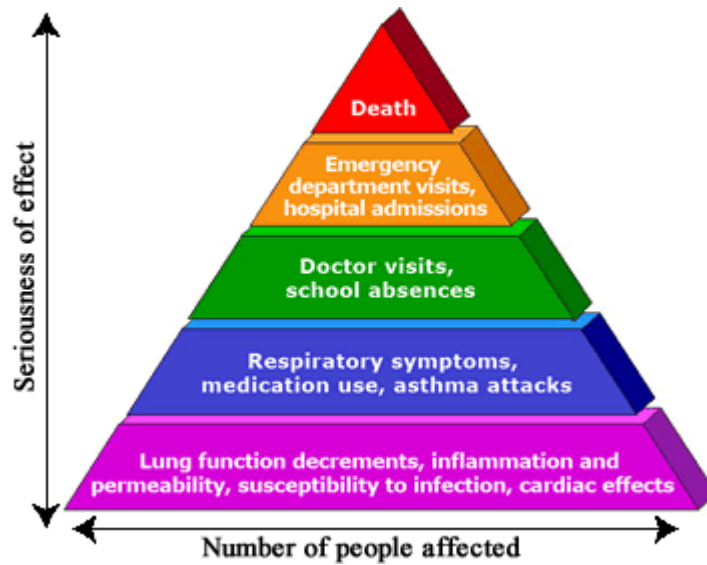 Death
Emergency
department visits,
hospital admissions
Doctor visits,
school absences
Respiratory symptoms,
medication use, asthma attacks
Lung function decrements, inflammation and
permeability, susceptibility to infection, cardiac effects
Seriousness of effect
Number of people affected